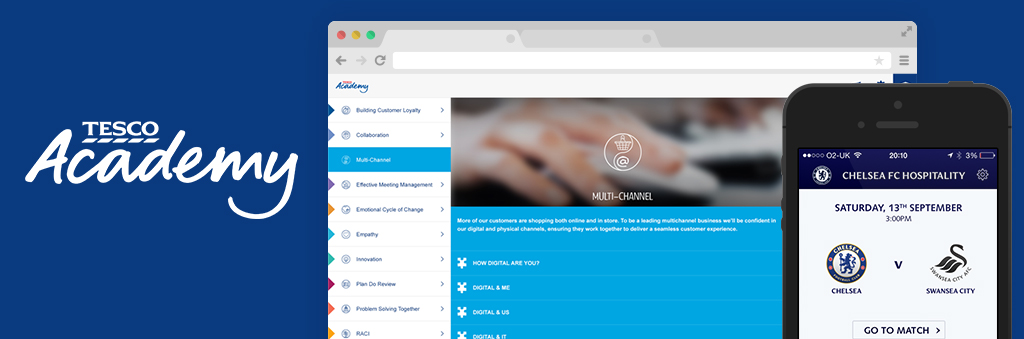 TESCO
Academy
TESCO
Academy
Building Customer Loyalty
Collaboration
Multi-Channel
Effective Meeting Management
Emotional Cycle of Change
Empathy
Innovation
Plan Do Review
Problem Solving Together
RACI
@
MULTI-CHANNEL
More of our customers are shopping both online and in store. To be a leading multichannel business we'll be confident in
our digital and physical channels, ensuring they work together to deliver a seamless customer experience.
HOW DIGITAL ARE YOU?
DIGITAL & ME
DIGITAL & US
DIGITAL & IT
O2-UK 20:10 3%
CHELSEA FC HOSPITALITY
SATURDAY, 13TH SEPTEMBER
3:00PM
CHELSEA
FOOTBALL CLUB
V
SWANSEA CITY AFC
CHELSEA
SWANSEA CITY
GO TO MATCH